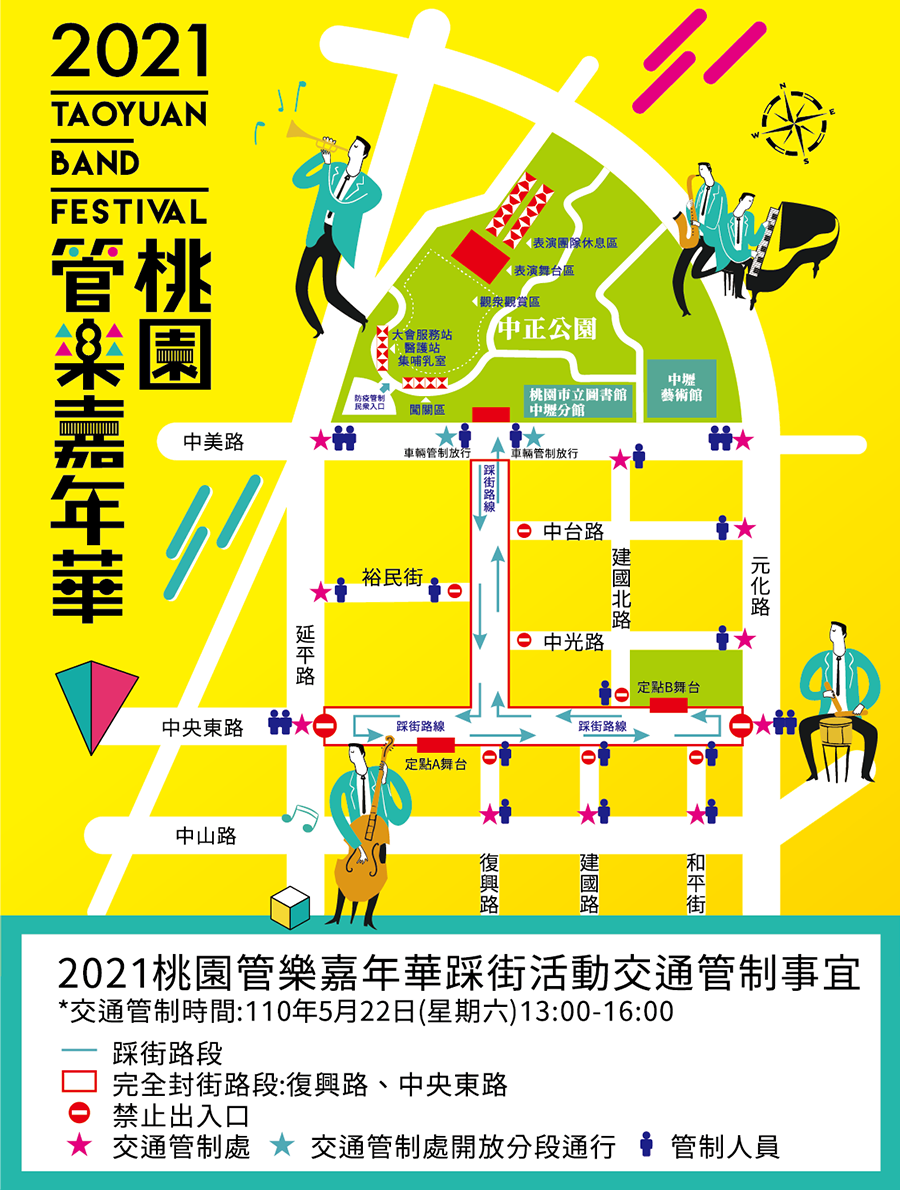 2021
TAOYUAN
BAND
FESTIVAL
桃園
管樂嘉年華
N
E
S
W
表演團隊休息區
表演舞台區
觀衆觀賞區
中正公園
大會服務站
醫護站
集哺乳室
防疫管制
民衆入口
闖關區
桃園市立圖書館
中壢分館
中壢
藝術館
中美路
車輛管制放行
車輛管制放行
踩街路線
中台路
建國北路
元化路
裕民街
延平路
中光路
定點B舞台
中央東路
踩街路線
踩街路線
定點A舞台
中山路
復興路
建國路
和平街
2021桃園管樂嘉年華踩街活動交通管制事宜
*交通管制時間:110年5月22日(星期六)13:00-16:00
踩街路段
完全封街路段:復興路、中央東路
禁止出入口
交通管制處
交通管制處開放分段通行
管制人員